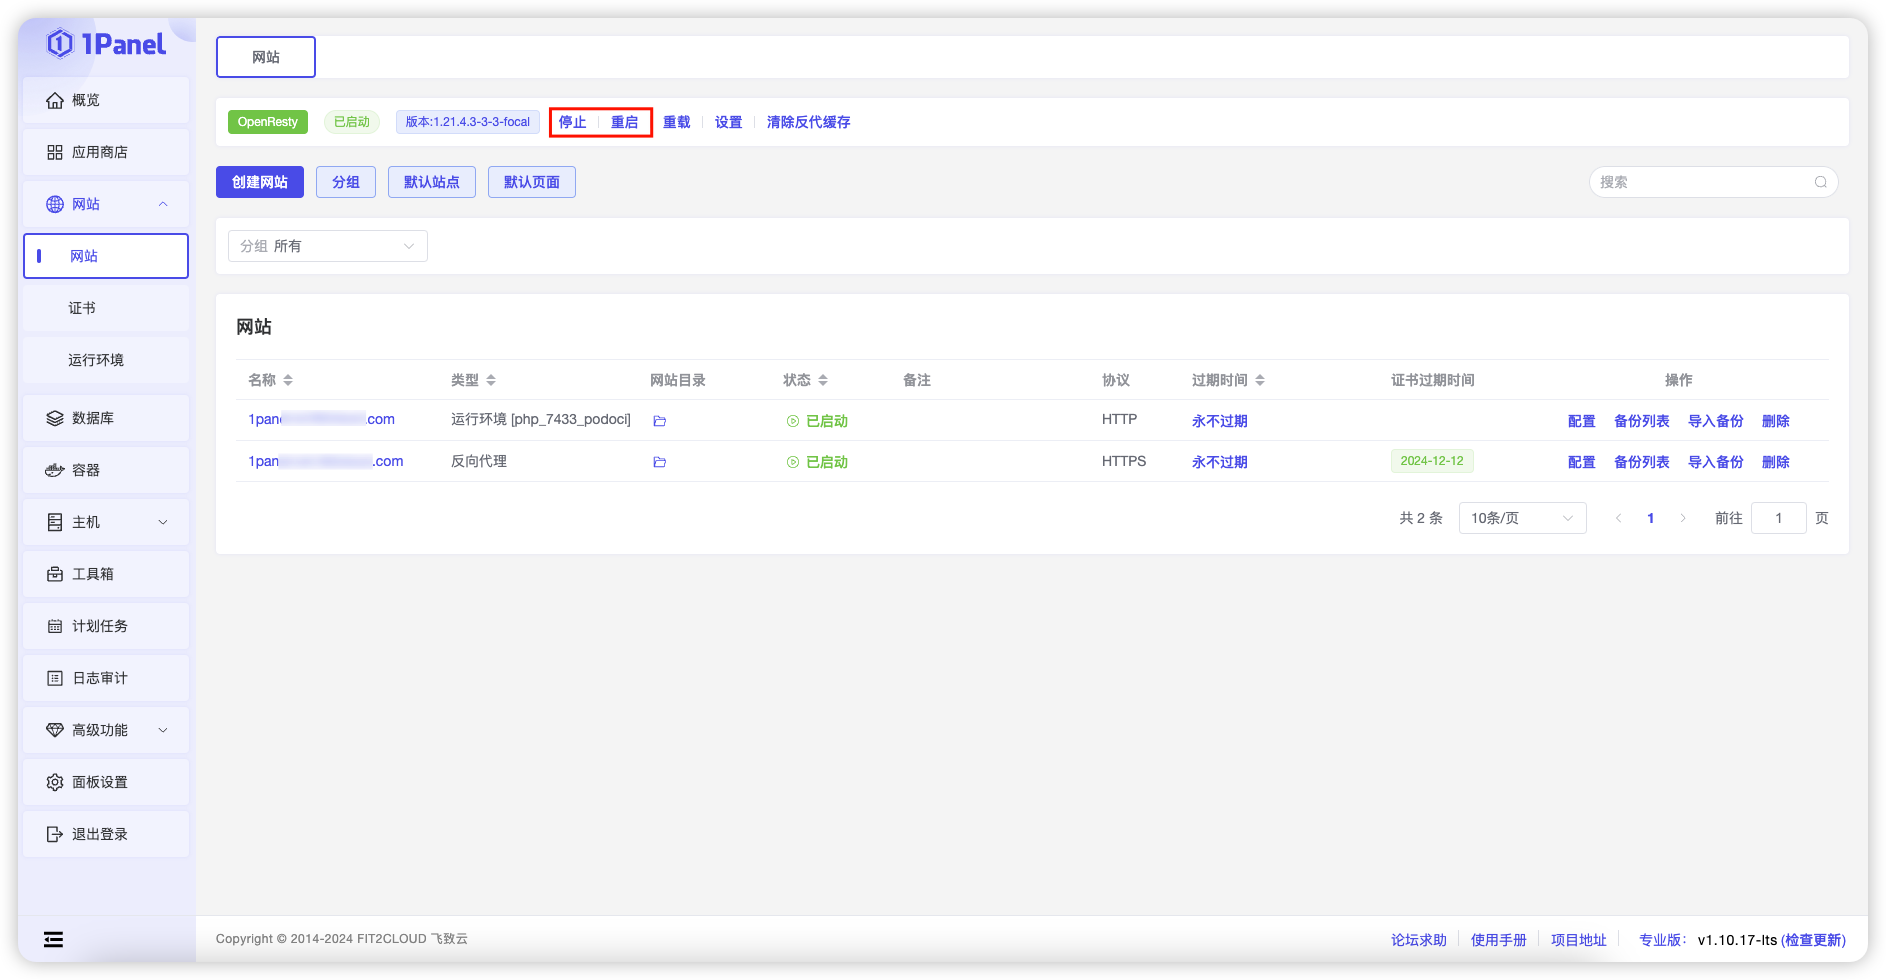 1Panel
概览
应用商店
网站
网站
证书
运行环境
数据库
容器
主机
工具箱
计划任务
日志审计
高级功能
面板设置
退出登录
网站
OpenResty 已启动 版本:1.21.4.3-3-3-focal 停止 重启 重载 设置 清除反代缓存
创建网站 分组 默认站点 默认页面 搜索
分组 所有
网站
名称 类型 网站目录 状态 备注 协议 过期时间 证书过期时间 操作
1pan .com 运行环境 [php_7433_podoci] 已启动 HTTP 永不过期 配置 备份列表 导入备份 删除
1pan .com 反向代理 已启动 HTTPS 永不过期 2024-12-12 配置 备份列表 导入备份 删除
共 2 条 10条/页 1 前往 1 页
Copyright © 2014-2024 FIT2CLOUD 飞致云 论坛求助 使用手册 项目地址 专业版: v1.10.17-lts (检查更新)